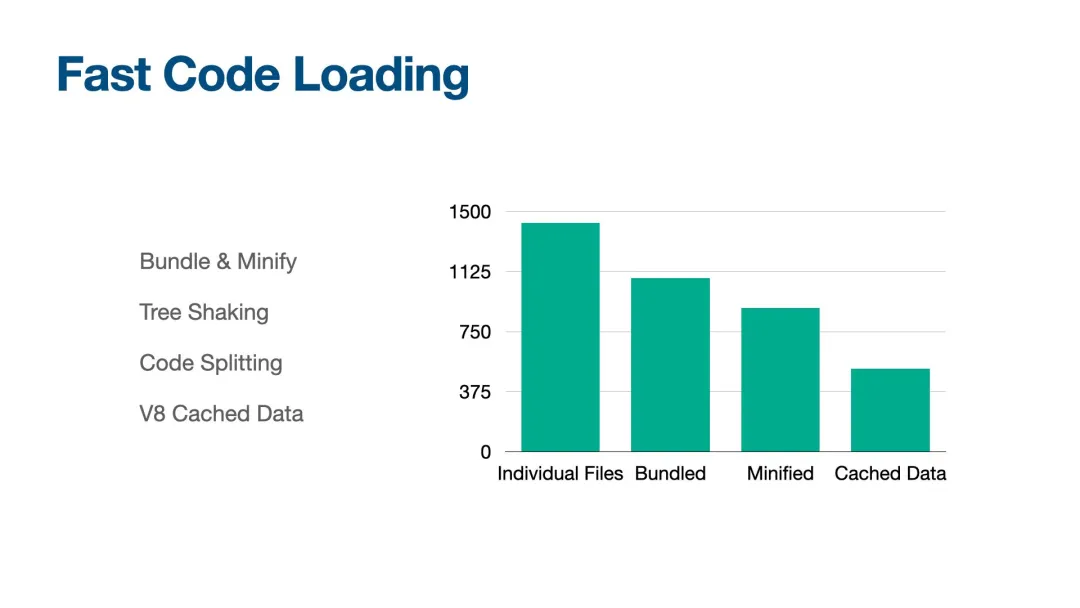 Fast Code Loading
Bundle & Minify
Tree Shaking
Code Splitting
V8 Cached Data
1500
1125
750
375
0
Individual Files Bundled Minified Cached Data